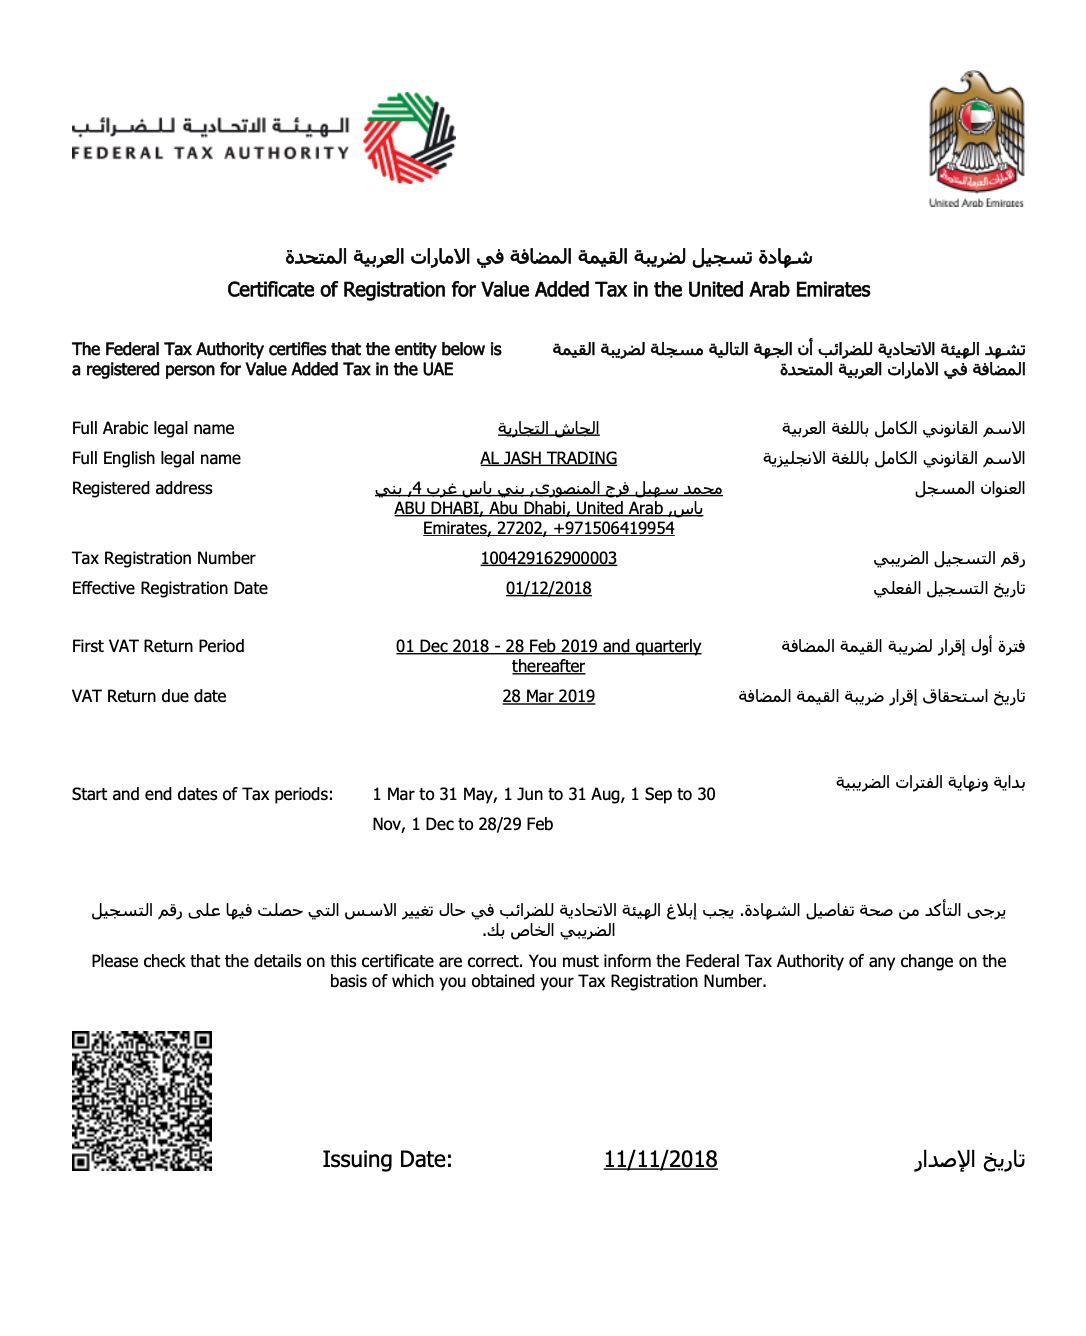 الهيئة الاتحادية للضرائب
FEDERAL TAX AUTHORITY
الامارات العربية المتحدة
United Arab Emirates
شهادة تسجيل لضريبة القيمة المضافة في الامارات العربية المتحدة
Certificate of Registration for Value Added Tax in the United Arab Emirates
The Federal Tax Authority certifies that the entity below is
a registered person for Value Added Tax in the UAE
تشهد الهيئة الاتحادية للضرائب أن الجهة التالية مسجلة لضريبة القيمة
المضافة في الامارات العربية المتحدة
Full Arabic legal name الجاش التجارية الاسم القانوني الكامل باللغة العربية
Full English legal name AL JASH TRADING الاسم القانوني الكامل باللغة الانجليزية
Registered address محمد سهيل فرج المنصوري, بني ياس غرب 4, بني العنوان المسجل
ياس, ABU DHABI, Abu Dhabi, United Arab
Emirates, 27202, +971506419954
Tax Registration Number 100429162900003 رقم التسجيل الضريبي
Effective Registration Date 01/12/2018 تاريخ التسجيل الفعلي
First VAT Return Period 01 Dec 2018 - 28 Feb 2019 and quarterly فترة أول إقرار لضريبة القيمة المضافة
thereafter
VAT Return due date 28 Mar 2019 تاريخ استحقاق إقرار ضريبة القيمة المضافة
بداية ونهاية الفترات الضريبية
Start and end dates of Tax periods: 1 Mar to 31 May, 1 Jun to 31 Aug, 1 Sep to 30
Nov, 1 Dec to 28/29 Feb
يرجى التأكد من صحة تفاصيل الشهادة. يجب إبلاغ الهيئة الاتحادية للضرائب في حال تغيير الاسس التي حصلت فيها على رقم التسجيل
الضريبي الخاص بك.
Please check that the details on this certificate are correct. You must inform the Federal Tax Authority of any change on the
basis of which you obtained your Tax Registration Number.
Issuing Date: 11/11/2018 تاريخ الإصدار